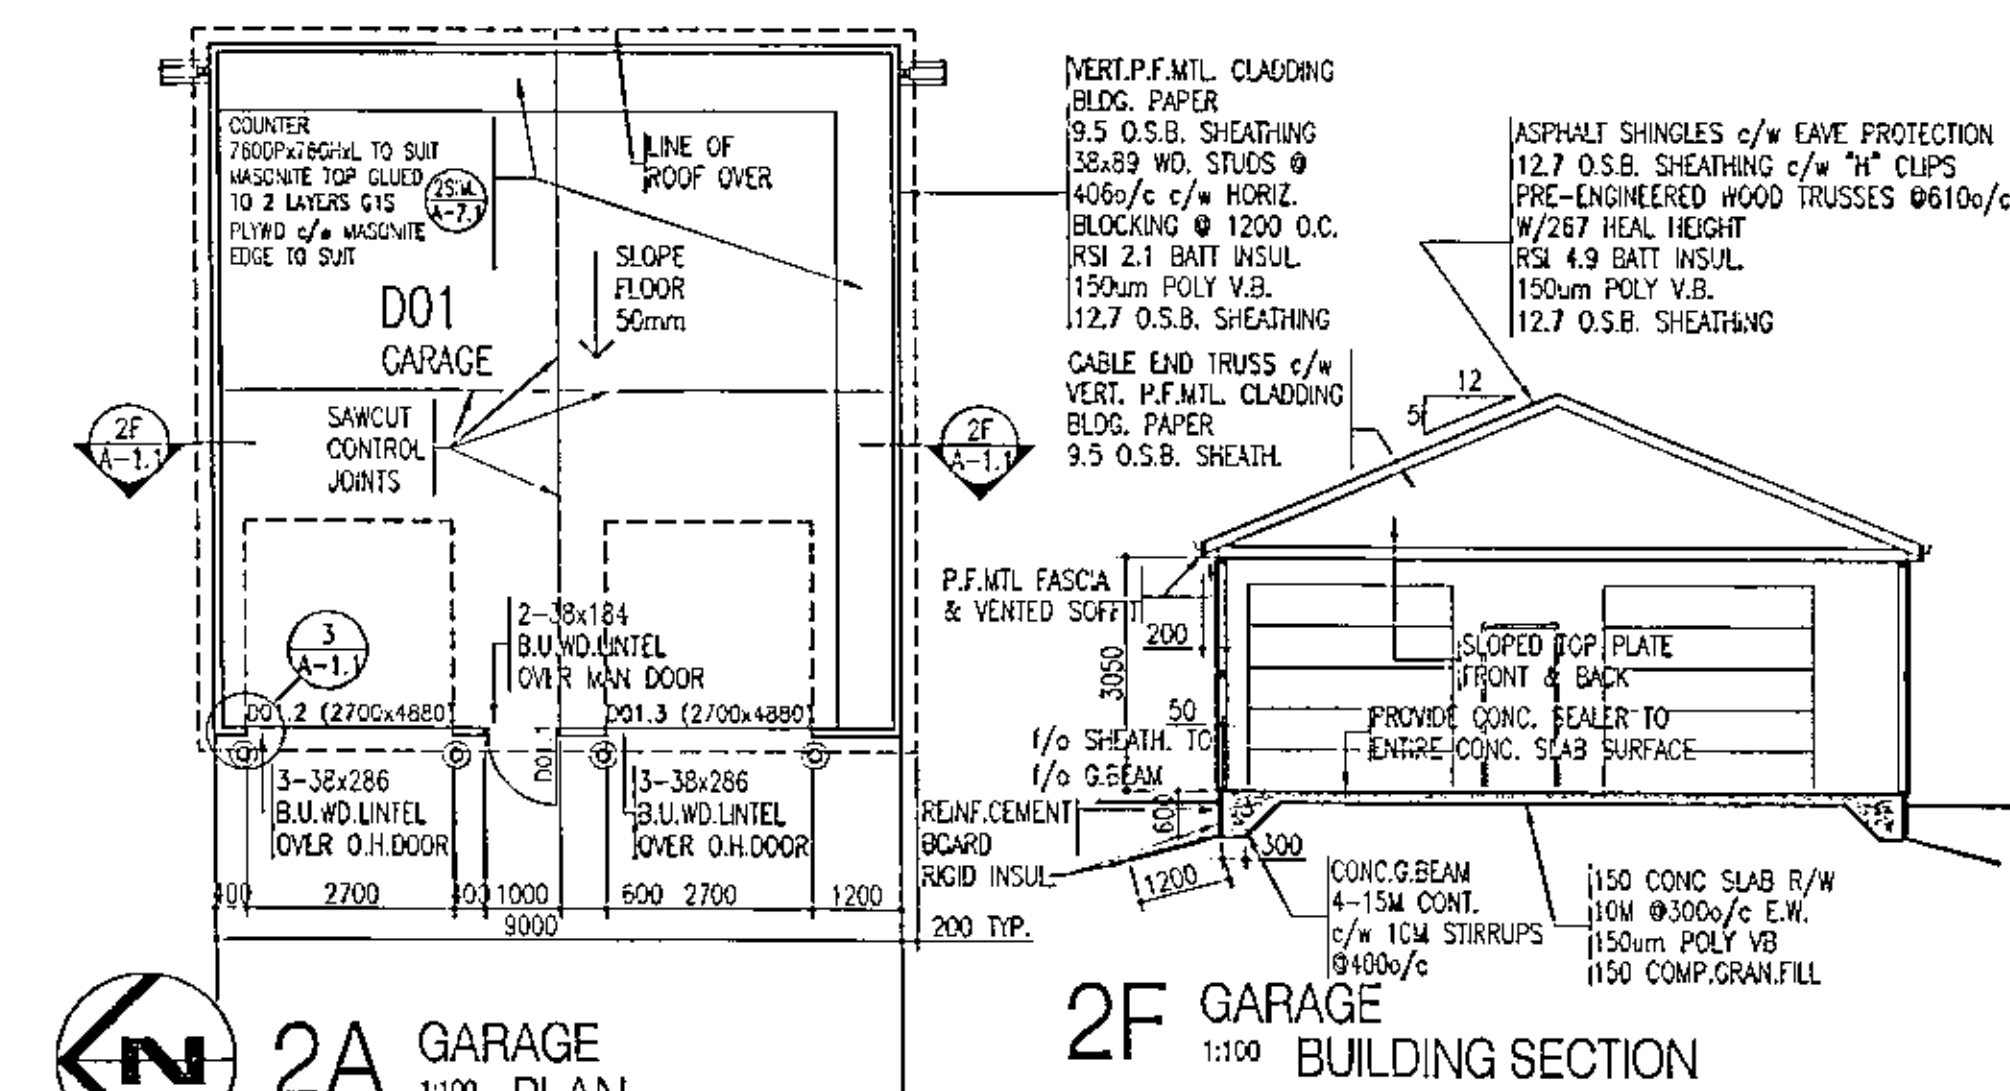 COUNTER
760DPx760HxL TO SUIT
MASONITE TOP GLUED
TO 2 LAYERS G1S
PLYWD c/w MASONITE
EDGE TO SUIT
2SIM.
A-7.1
LINE OF
ROOF OVER
D01
GARAGE
SLOPE
FLOOR
50mm
SAWCUT
CONTROL
JOINTS
2F
A-1.1
2F
A-1.1
3
A-1.1
2-38x184
B.U.WD.LINTEL
OVER MAN DOOR
D01.2 (2700x4880)
D01.3 (2700x4880)
D01.1
3-38x286
B.U.WD.LINTEL
OVER O.H.DOOR
3-38x286
B.U.WD.LINTEL
OVER O.H.DOOR
400 2700 400 1000 600 2700 1200
9000
200 TYP.
N
2A GARAGE
1:100 PLAN
VERT.P.F.MTL. CLADDING
BLDG. PAPER
9.5 O.S.B. SHEATHING
38x89 WD. STUDS @
406o/c c/w HORIZ.
BLOCKING @ 1200 O.C.
RSI 2.1 BATT INSUL.
150um POLY V.B.
12.7 O.S.B. SHEATHING
GABLE END TRUSS c/w
VERT. P.F.MTL. CLADDING
BLDG. PAPER
9.5 O.S.B. SHEATH.
ASPHALT SHINGLES c/w EAVE PROTECTION
12.7 O.S.B. SHEATHING c/w "H" CLIPS
PRE-ENGINEERED WOOD TRUSSES @610o/c
W/267 HEAL HEIGHT
RSI 4.9 BATT INSUL.
150um POLY V.B.
12.7 O.S.B. SHEATHING
12
5
P.F.MTL FASCIA
& VENTED SOFFIT
200
3050
50
f/o SHEATH. TO
f/o G.BEAM
600
REINF.CEMENT
BOARD
RIGID INSUL.
1200
300
SLOPED TOP PLATE
FRONT & BACK
PROVIDE CONC. SEALER TO
ENTIRE CONC. SLAB SURFACE
CONC.G.BEAM
4-15M CONT.
c/w 10M STIRRUPS
@400o/c
150 CONC SLAB R/W
10M @300o/c E.W.
150um POLY VB
150 COMP.GRAN.FILL
2F GARAGE
1:100 BUILDING SECTION